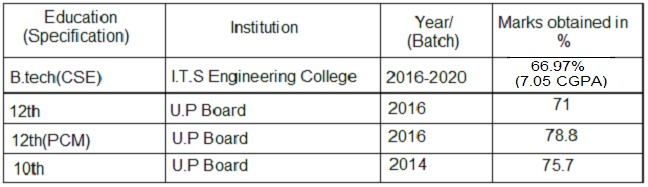 Education (Specification) Institution Year/ (Batch) Marks obtained in %
B.tech(CSE) I.T.S Engineering College 2016-2020 66.97% (7.05 CGPA)
12th U.P Board 2016 71
12th(PCM) U.P Board 2016 78.8
10th U.P Board 2014 75.7